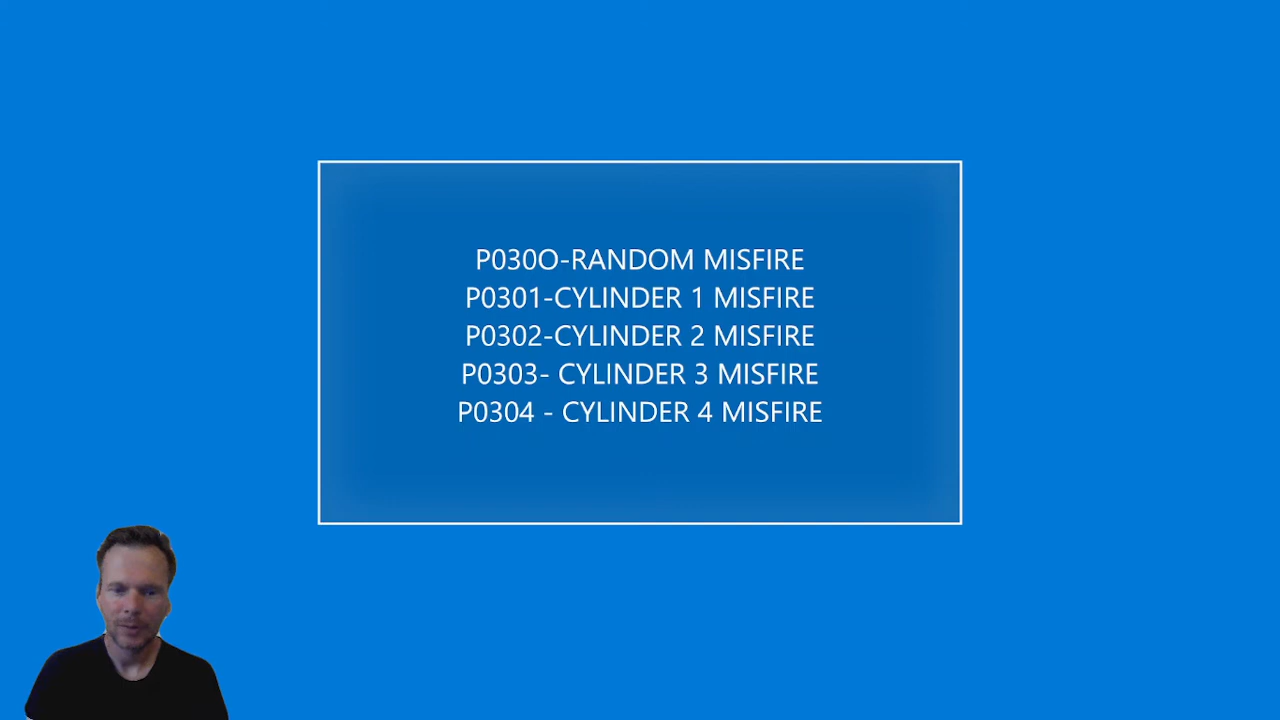 P030O-RANDOM MISFIRE
P0301-CYLINDER 1 MISFIRE
P0302-CYLINDER 2 MISFIRE
P0303- CYLINDER 3 MISFIRE
P0304 - CYLINDER 4 MISFIRE